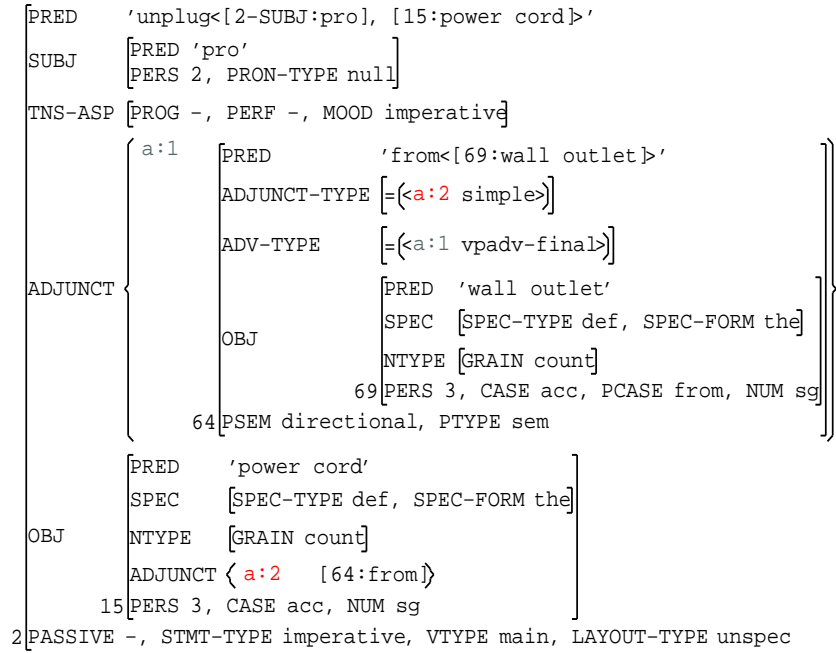 PRED 'unplug<[2-SUBJ:pro], [15:power cord]>'
SUBJ
PRED 'pro'
PERS 2, PRON-TYPE null
TNS-ASP [PROG -, PERF -, MOOD imperative]
ADJUNCT
a:1
PRED 'from<[69:wall outlet]>'
ADJUNCT-TYPE [=(<a:2 simple>)]
ADV-TYPE [=(<a:1 vpadv-final>)]
OBJ
PRED 'wall outlet'
SPEC [SPEC-TYPE def, SPEC-FORM the]
NTYPE [GRAIN count]
69 PERS 3, CASE acc, PCASE from, NUM sg
64 PSEM directional, PTYPE sem
OBJ
PRED 'power cord'
SPEC [SPEC-TYPE def, SPEC-FORM the]
NTYPE [GRAIN count]
ADJUNCT { a:2 [64:from]}
15 PERS 3, CASE acc, NUM sg
2 PASSIVE -, STMT-TYPE imperative, VTYPE main, LAYOUT-TYPE unspec